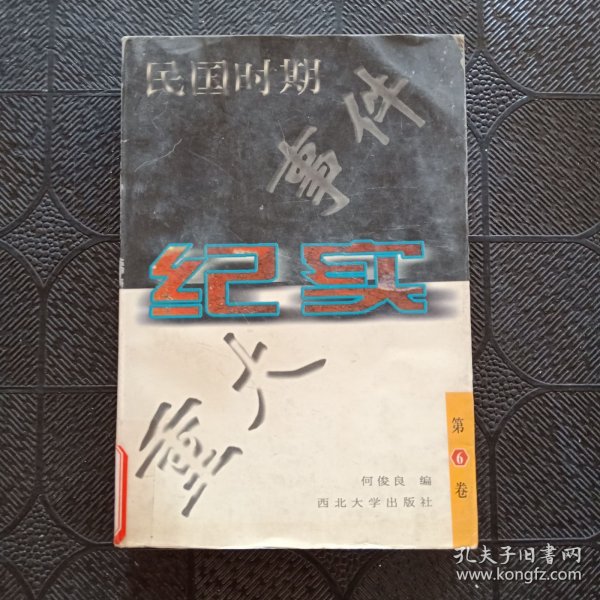 民国时期
重大
事件
纪实
第
6
卷
何俊良 编
西北大学出版社
孔夫子旧书网
www.kongfz.com